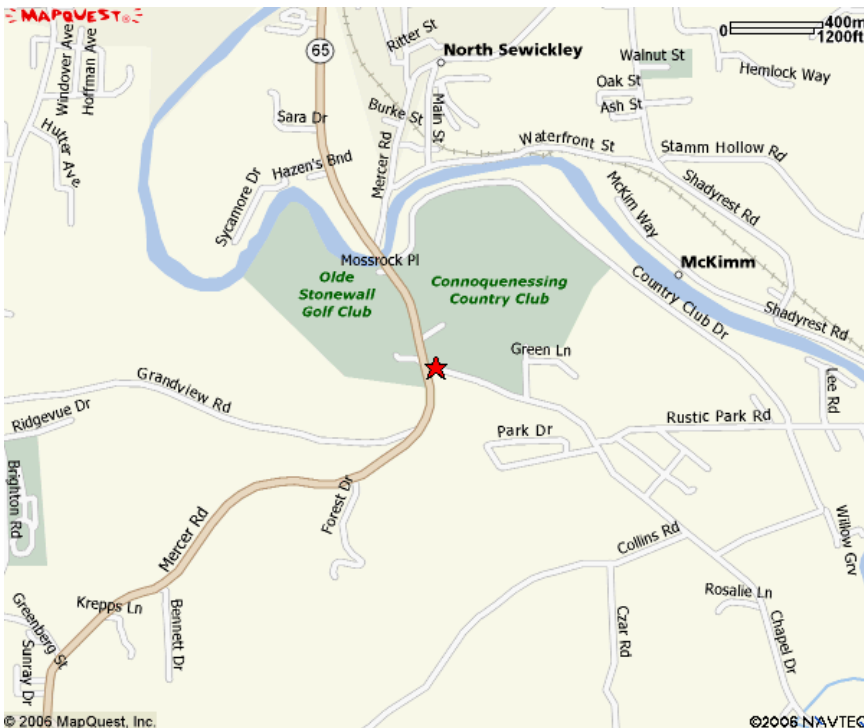 MAPQUEST®
0 400m
1200ft
Windover Ave
Hoffman Ave
65
Ritter St
North Sewickley
Walnut St
Hemlock Way
Oak St
Ash St
Burke St
Main St
Sara Dr
Hutter Ave
Waterfront St
Stamm Hollow Rd
Mercer Rd
Hazen's Bnd
Sycamore Dr
McKim Way
Shadyrest Rd
Mossrock Pl
McKimm
Olde
Stonewall
Golf Club
Connoquenessing
Country Club
Country Club Dr
Shadyrest Rd
Green Ln
Lee Rd
Grandview Rd
Ridgevue Dr
Rustic Park Rd
Park Dr
Brighton Rd
Forest Dr
Mercer Rd
Collins Rd
Willow Grv
Krepps Ln
Rosalie Ln
Greenberg St
Bennett Dr
Czar Rd
Chapel Dr
Sunray Dr
© 2006 MapQuest, Inc.
©2006 NAVTEQ